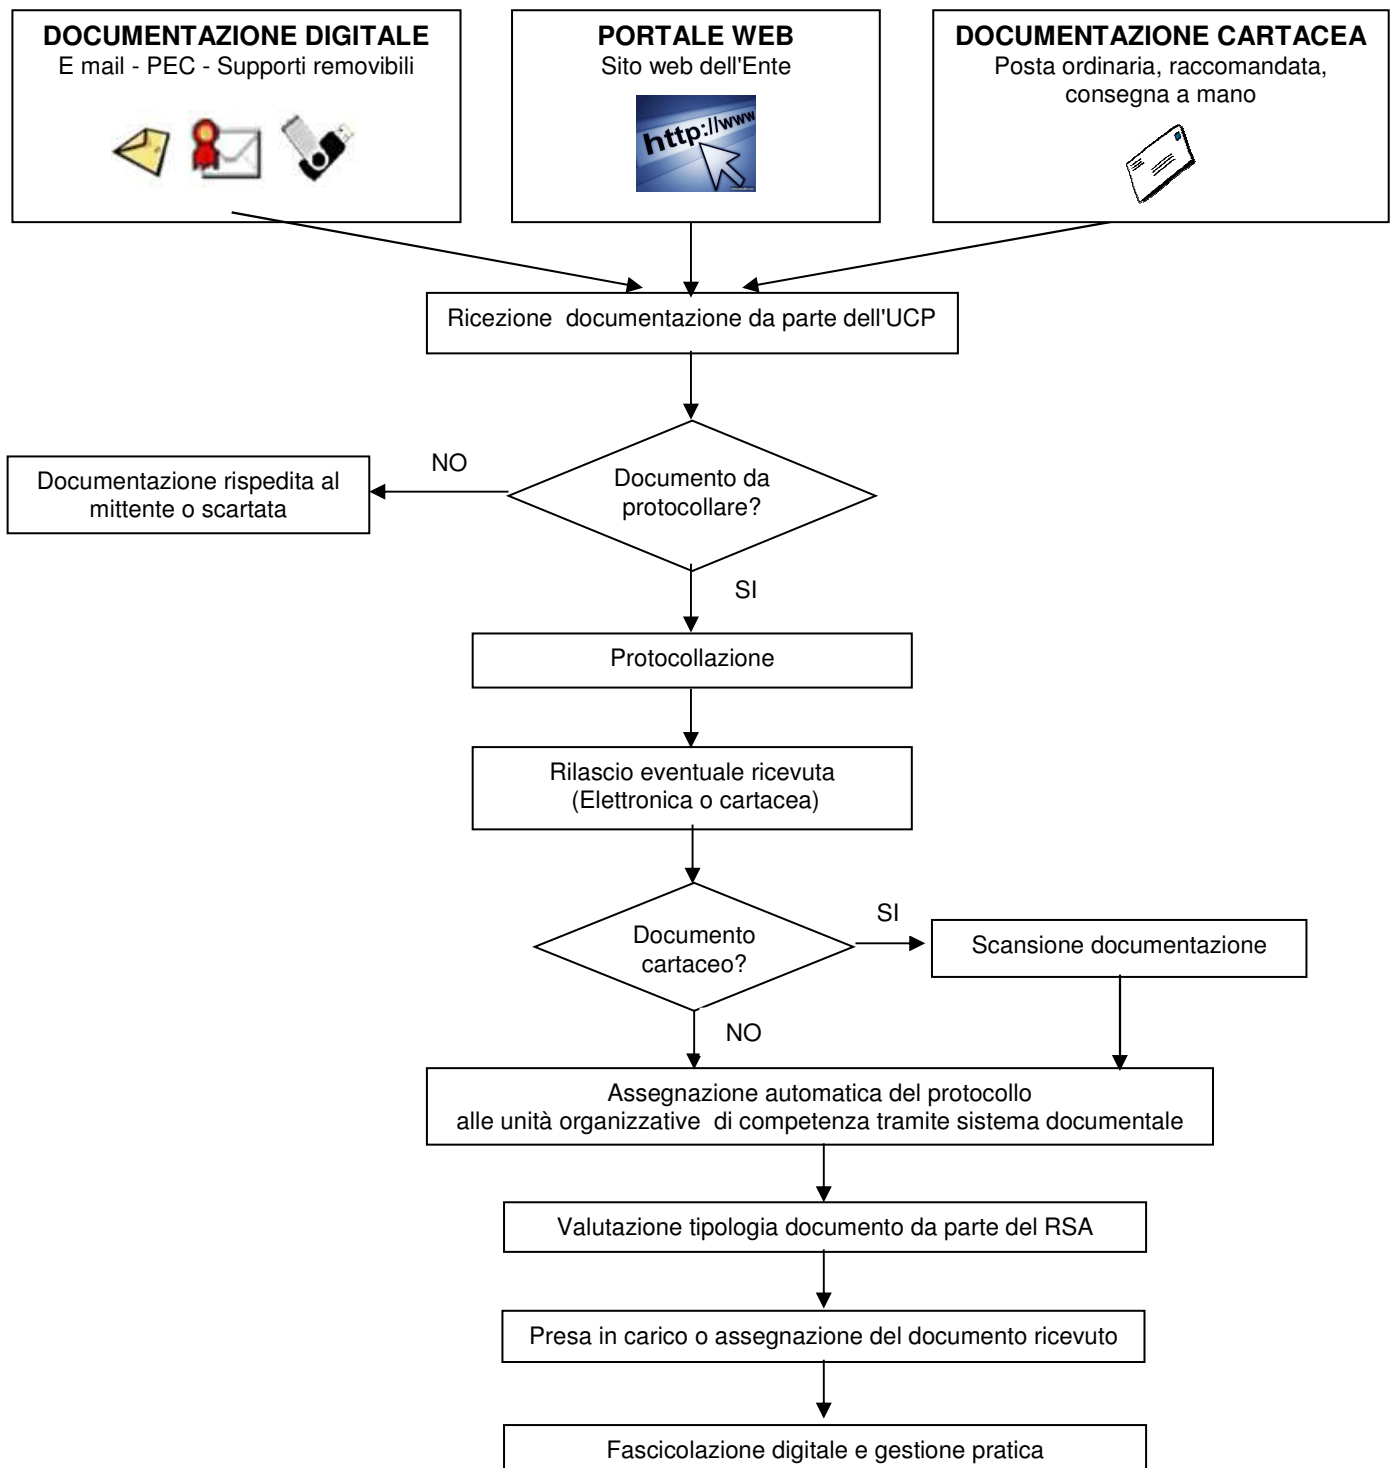 DOCUMENTAZIONE DIGITALE
E mail - PEC - Supporti removibili
PORTALE WEB
Sito web dell'Ente
http://www
DOCUMENTAZIONE CARTACEA
Posta ordinaria, raccomandata,
consegna a mano
Ricezione documentazione da parte dell'UCP
NO
Documentazione rispedita al
mittente o scartata
Documento da
protocollare?
SI
Protocollazione
Rilascio eventuale ricevuta
(Elettronica o cartacea)
Documento
cartaceo?
SI
Scansione documentazione
NO
Assegnazione automatica del protocollo
alle unità organizzative di competenza tramite sistema documentale
Valutazione tipologia documento da parte del RSA
Presa in carico o assegnazione del documento ricevuto
Fascicolazione digitale e gestione pratica